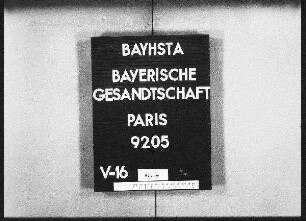 BAYHSTA
BAYERISCHE
GESANDTSCHAFT
PARIS
9205
V-16